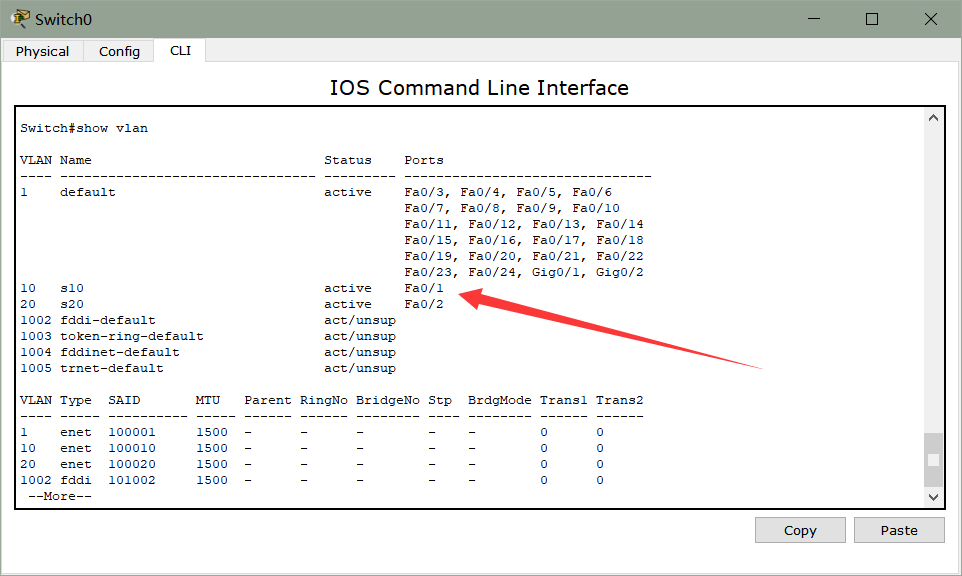 Switch0
Physical Config CLI
IOS Command Line Interface
Switch#show vlan
VLAN Name                             Status    Ports
---- -------------------------------- --------- -------------------------------
1    default                          active    Fa0/3, Fa0/4, Fa0/5, Fa0/6
                                                Fa0/7, Fa0/8, Fa0/9, Fa0/10
                                                Fa0/11, Fa0/12, Fa0/13, Fa0/14
                                                Fa0/15, Fa0/16, Fa0/17, Fa0/18
                                                Fa0/19, Fa0/20, Fa0/21, Fa0/22
                                                Fa0/23, Fa0/24, Gig0/1, Gig0/2
10   s10                              active    Fa0/1
20   s20                              active    Fa0/2
1002 fddi-default                     act/unsup
1003 token-ring-default               act/unsup
1004 fddinet-default                  act/unsup
1005 trnet-default                    act/unsup
VLAN Type  SAID       MTU   Parent RingNo BridgeNo Stp  BrdgMode Trans1 Trans2
---- ----- ---------- ----- ------ ------ -------- ---- -------- ------ ------
1    enet  100001     1500  -      -      -        -    -        0      0
10   enet  100010     1500  -      -      -        -    -        0      0
20   enet  100020     1500  -      -      -        -    -        0      0
1002 fddi  101002     1500  -      -      -        -    -        0      0
--More--
Copy Paste